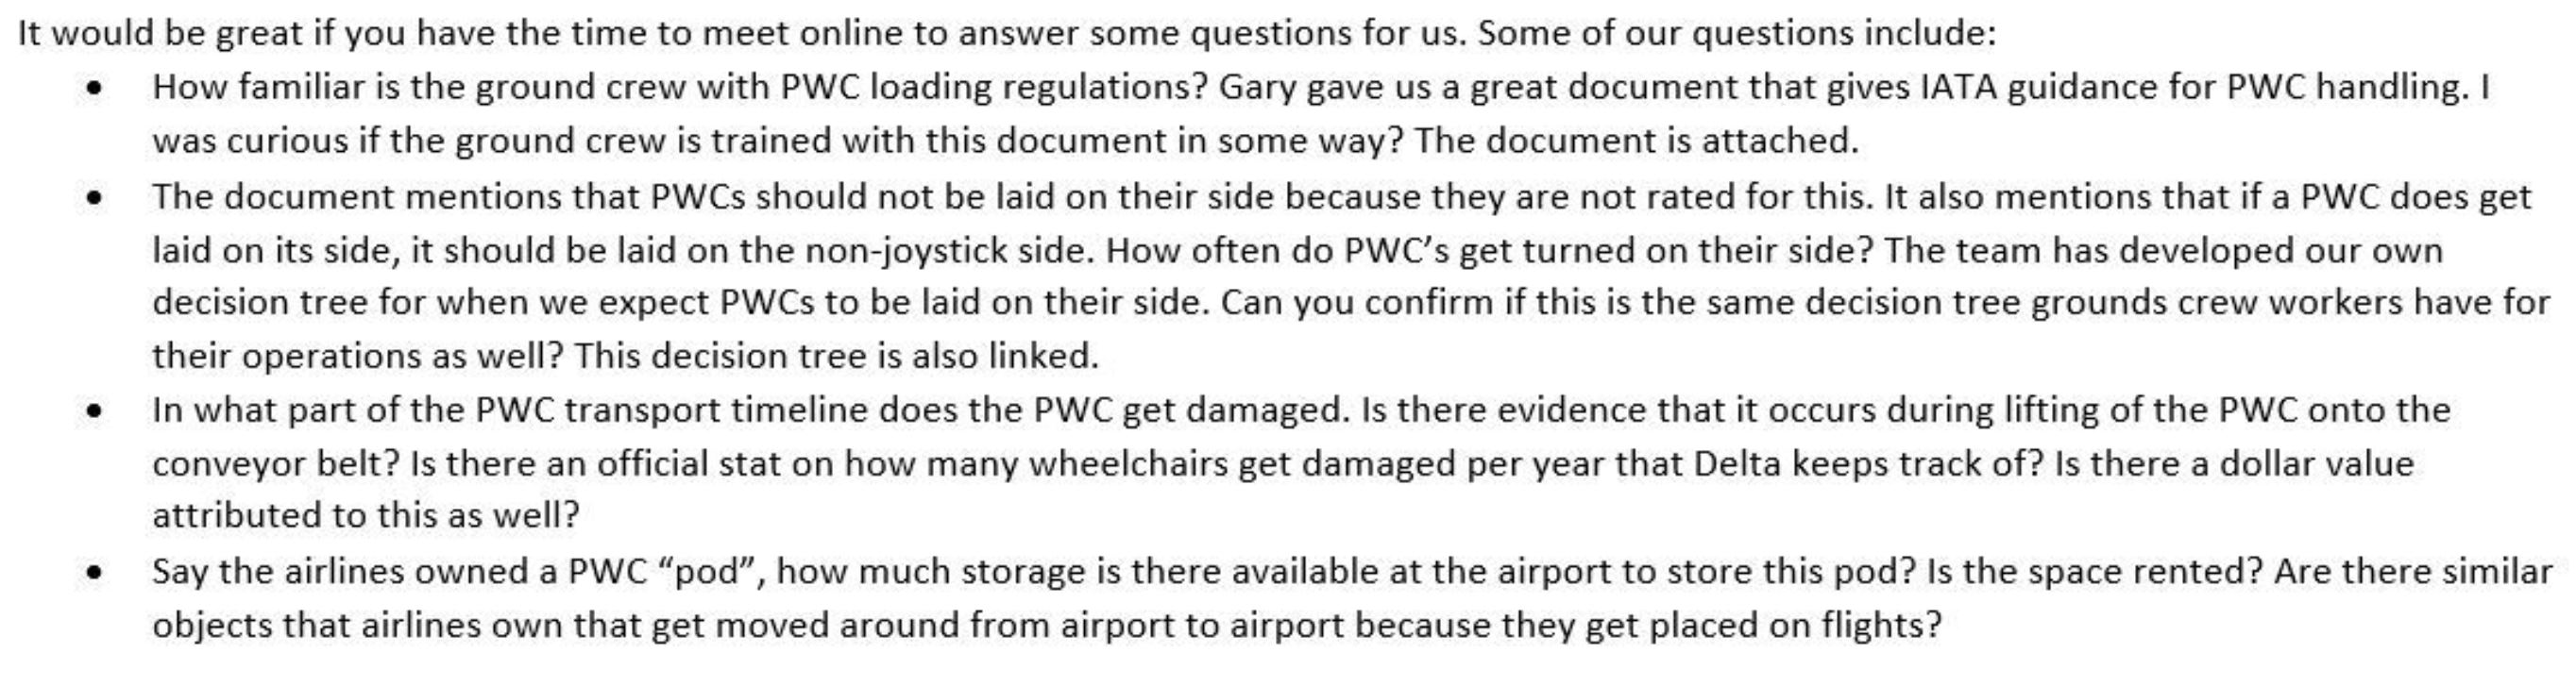 It would be great if you have the time to meet online to answer some questions for us. Some of our questions include:
• How familiar is the ground crew with PWC loading regulations? Gary gave us a great document that gives IATA guidance for PWC handling. I
was curious if the ground crew is trained with this document in some way? The document is attached.
• The document mentions that PWCs should not be laid on their side because they are not rated for this. It also mentions that if a PWC does get
laid on its side, it should be laid on the non-joystick side. How often do PWC’s get turned on their side? The team has developed our own
decision tree for when we expect PWCs to be laid on their side. Can you confirm if this is the same decision tree grounds crew workers have for
their operations as well? This decision tree is also linked.
• In what part of the PWC transport timeline does the PWC get damaged. Is there evidence that it occurs during lifting of the PWC onto the
conveyor belt? Is there an official stat on how many wheelchairs get damaged per year that Delta keeps track of? Is there a dollar value
attributed to this as well?
• Say the airlines owned a PWC “pod”, how much storage is there available at the airport to store this pod? Is the space rented? Are there similar
objects that airlines own that get moved around from airport to airport because they get placed on flights?